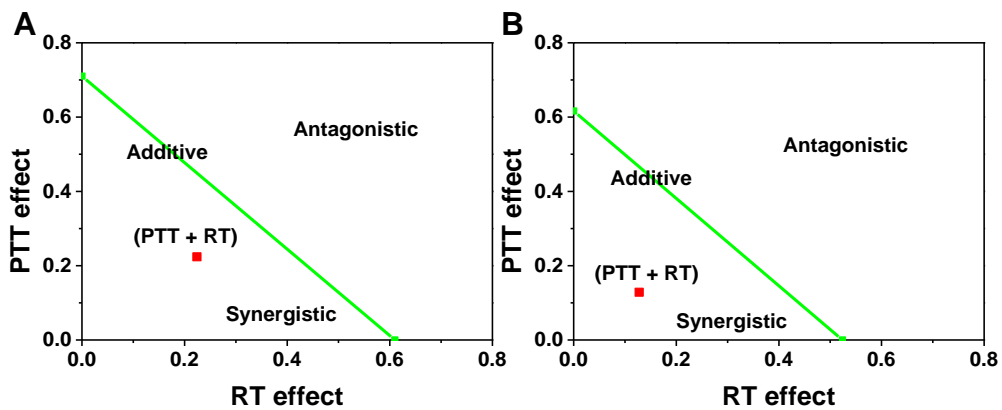 A
PTT effect
0.8
0.6
0.4
0.2
0.0
Antagonistic
Additive
(PTT + RT)
Synergistic
0.0 0.2 0.4 0.6 0.8
RT effect
B
PTT effect
0.8
0.6
0.4
0.2
0.0
Antagonistic
Additive
(PTT + RT)
Synergistic
0.0 0.2 0.4 0.6 0.8
RT effect